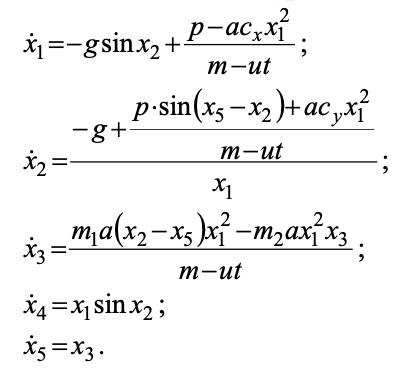 ẋ₁=−g sin x₂+(p−ac_x x₁²)/(m−ut);
ẋ₂=(−g+(p·sin(x₅−x₂)+ac_y x₁²)/(m−ut))/x₁;
ẋ₃=(m₁a(x₂−x₅)x₁²−m₂ax₁²x₃)/(m−ut);
ẋ₄=x₁ sin x₂;
ẋ₅=x₃.